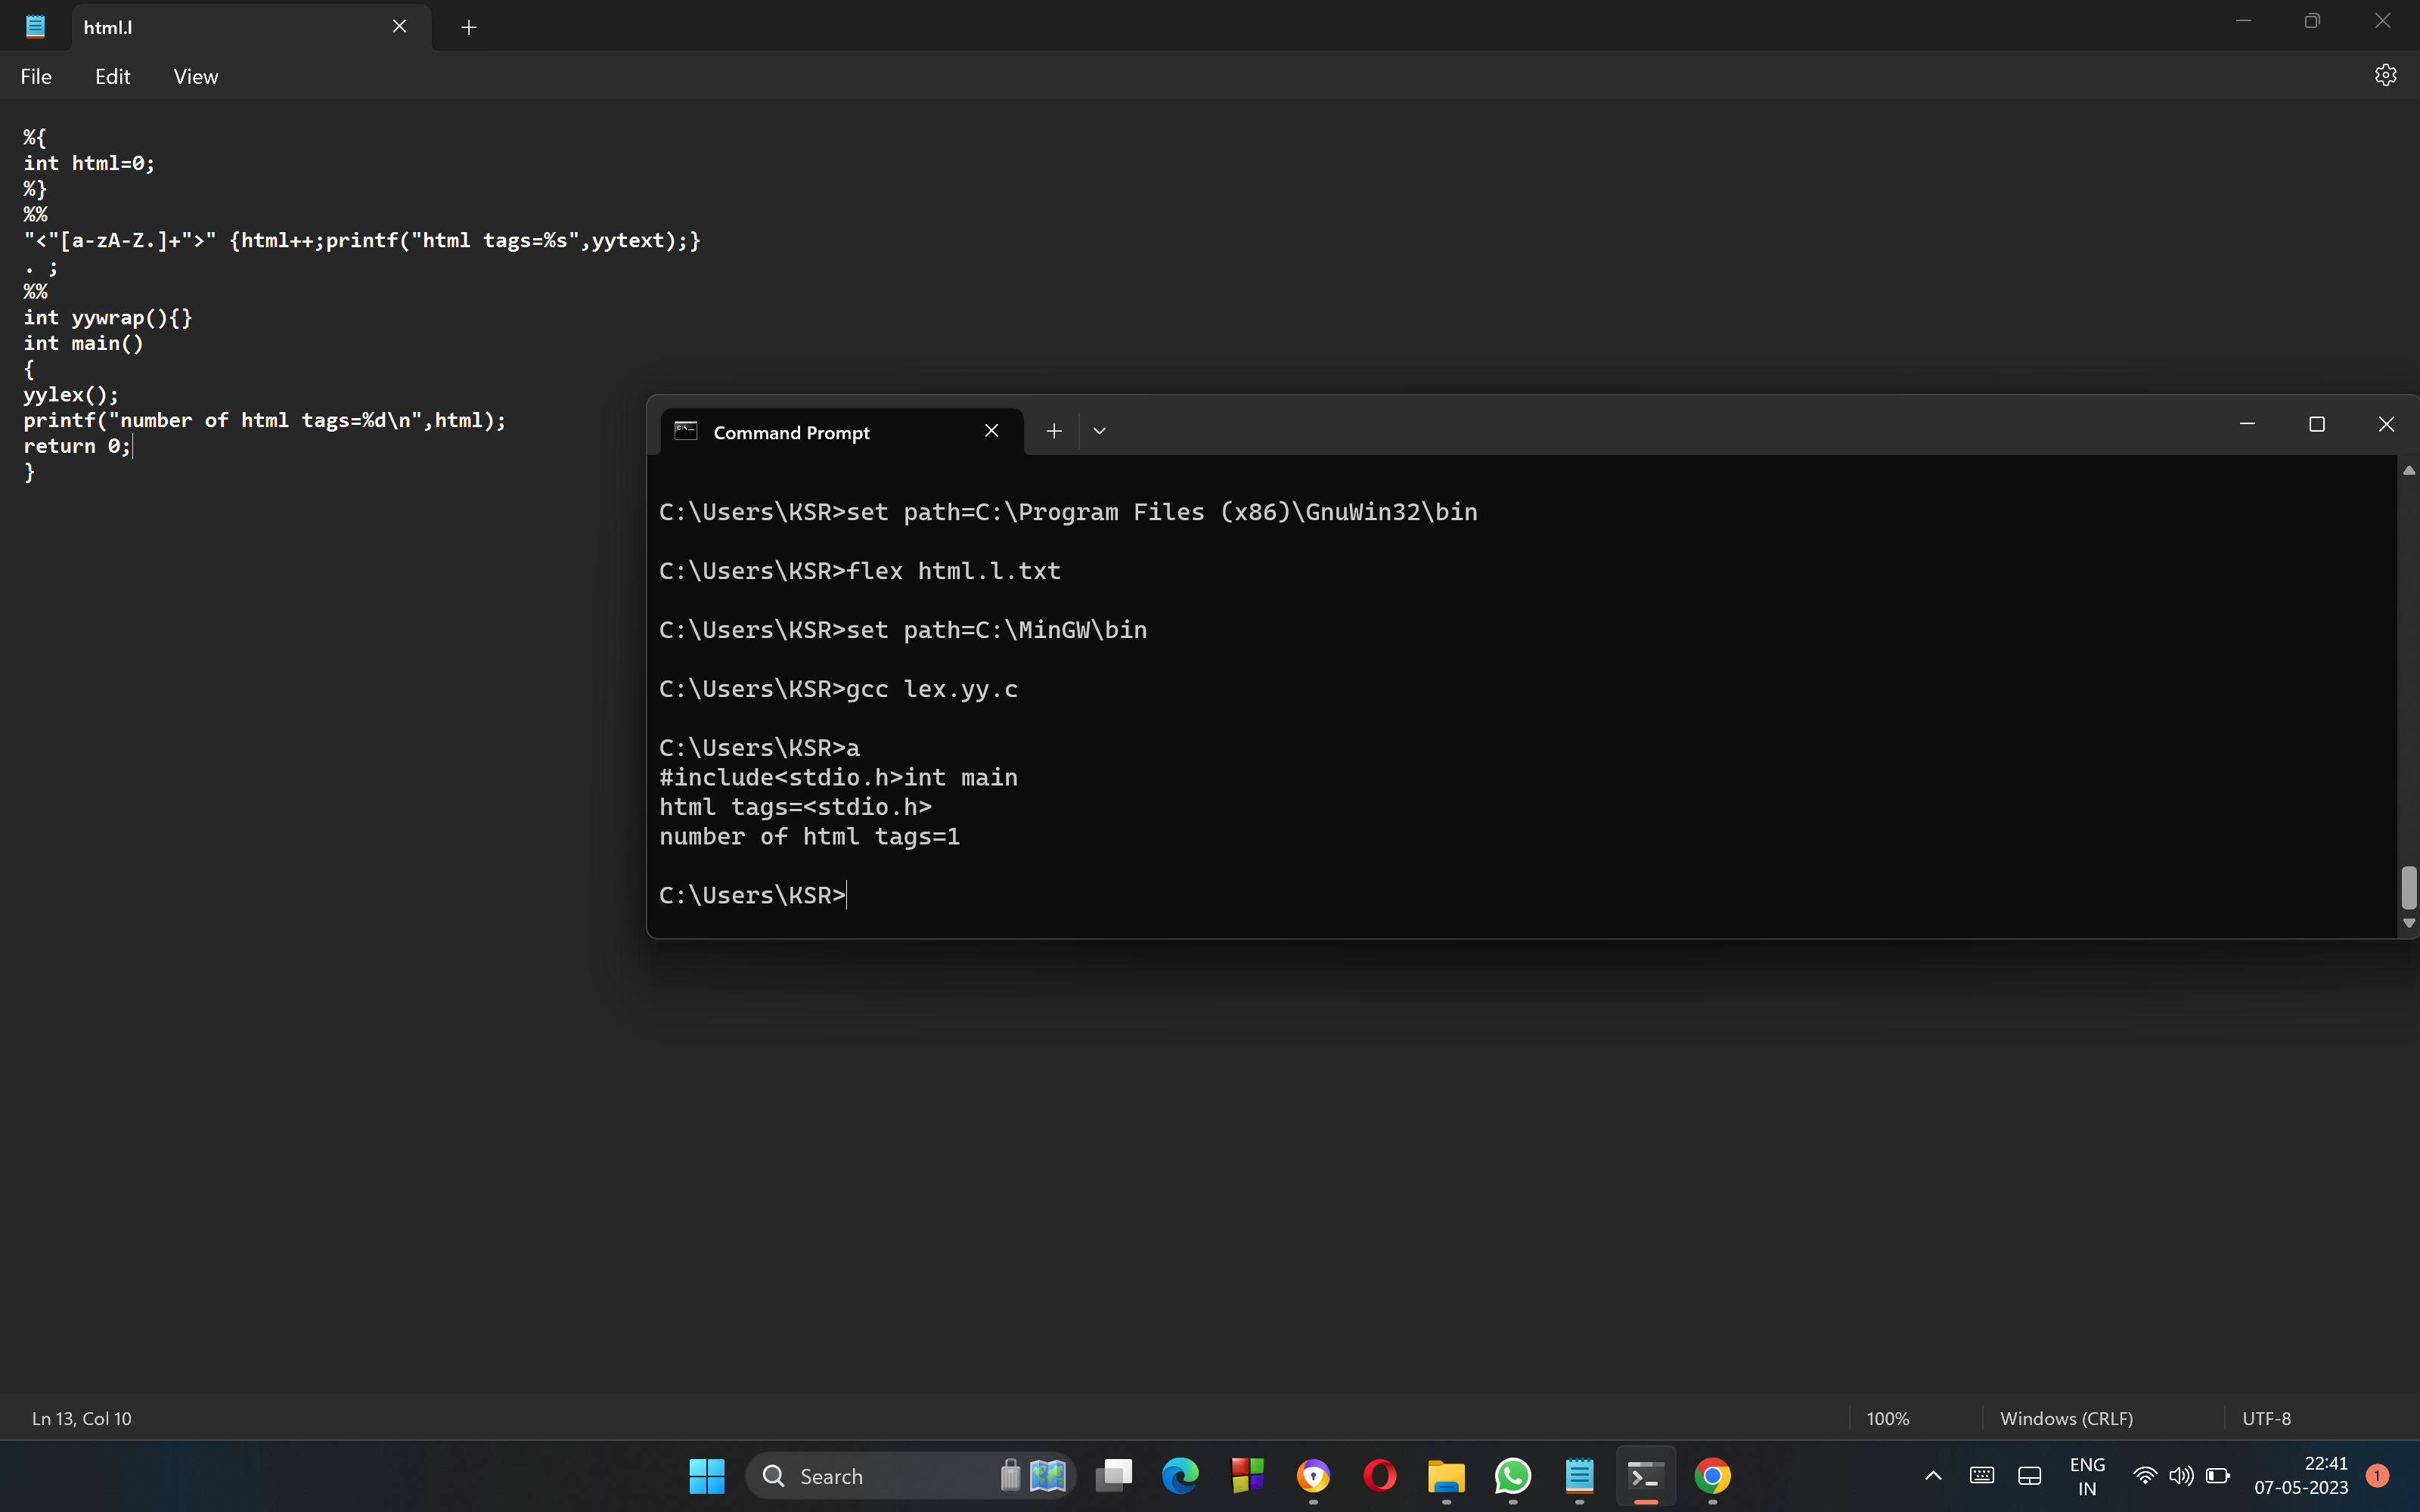 html.l
File Edit View
%{
int html=0;
%}
%%
"<"[a-zA-Z.]+">" {html++;printf("html tags=%s",yytext);}
. ;
%%
int yywrap(){}
int main()
{
yylex();
printf("number of html tags=%d\n",html);
return 0;
}
Command Prompt
C:\Users\KSR>set path=C:\Program Files (x86)\GnuWin32\bin
C:\Users\KSR>flex html.l.txt
C:\Users\KSR>set path=C:\MinGW\bin
C:\Users\KSR>gcc lex.yy.c
C:\Users\KSR>a
#include<stdio.h>int main
html tags=<stdio.h>
number of html tags=1
C:\Users\KSR>
Ln 13, Col 10 100% Windows (CRLF) UTF-8
Search
ENG
IN
22:41
07-05-2023
1